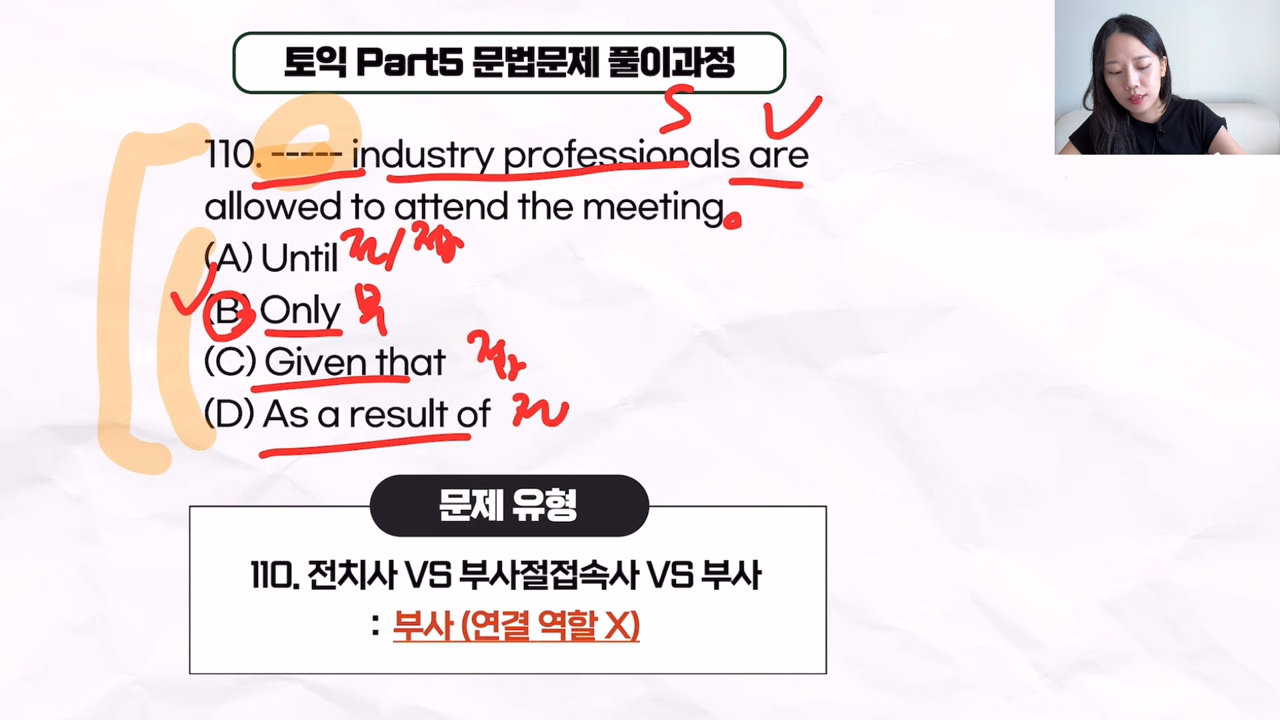 토익 Part5 문법문제 풀이과정
S V
110. ----- industry professionals are
allowed to attend the meeting.
(A) Until 전/접
(B) Only 부
(C) Given that 접
(D) As a result of 전
문제 유형
110. 전치사 VS 부사절접속사 VS 부사
: 부사 (연결 역할 X)